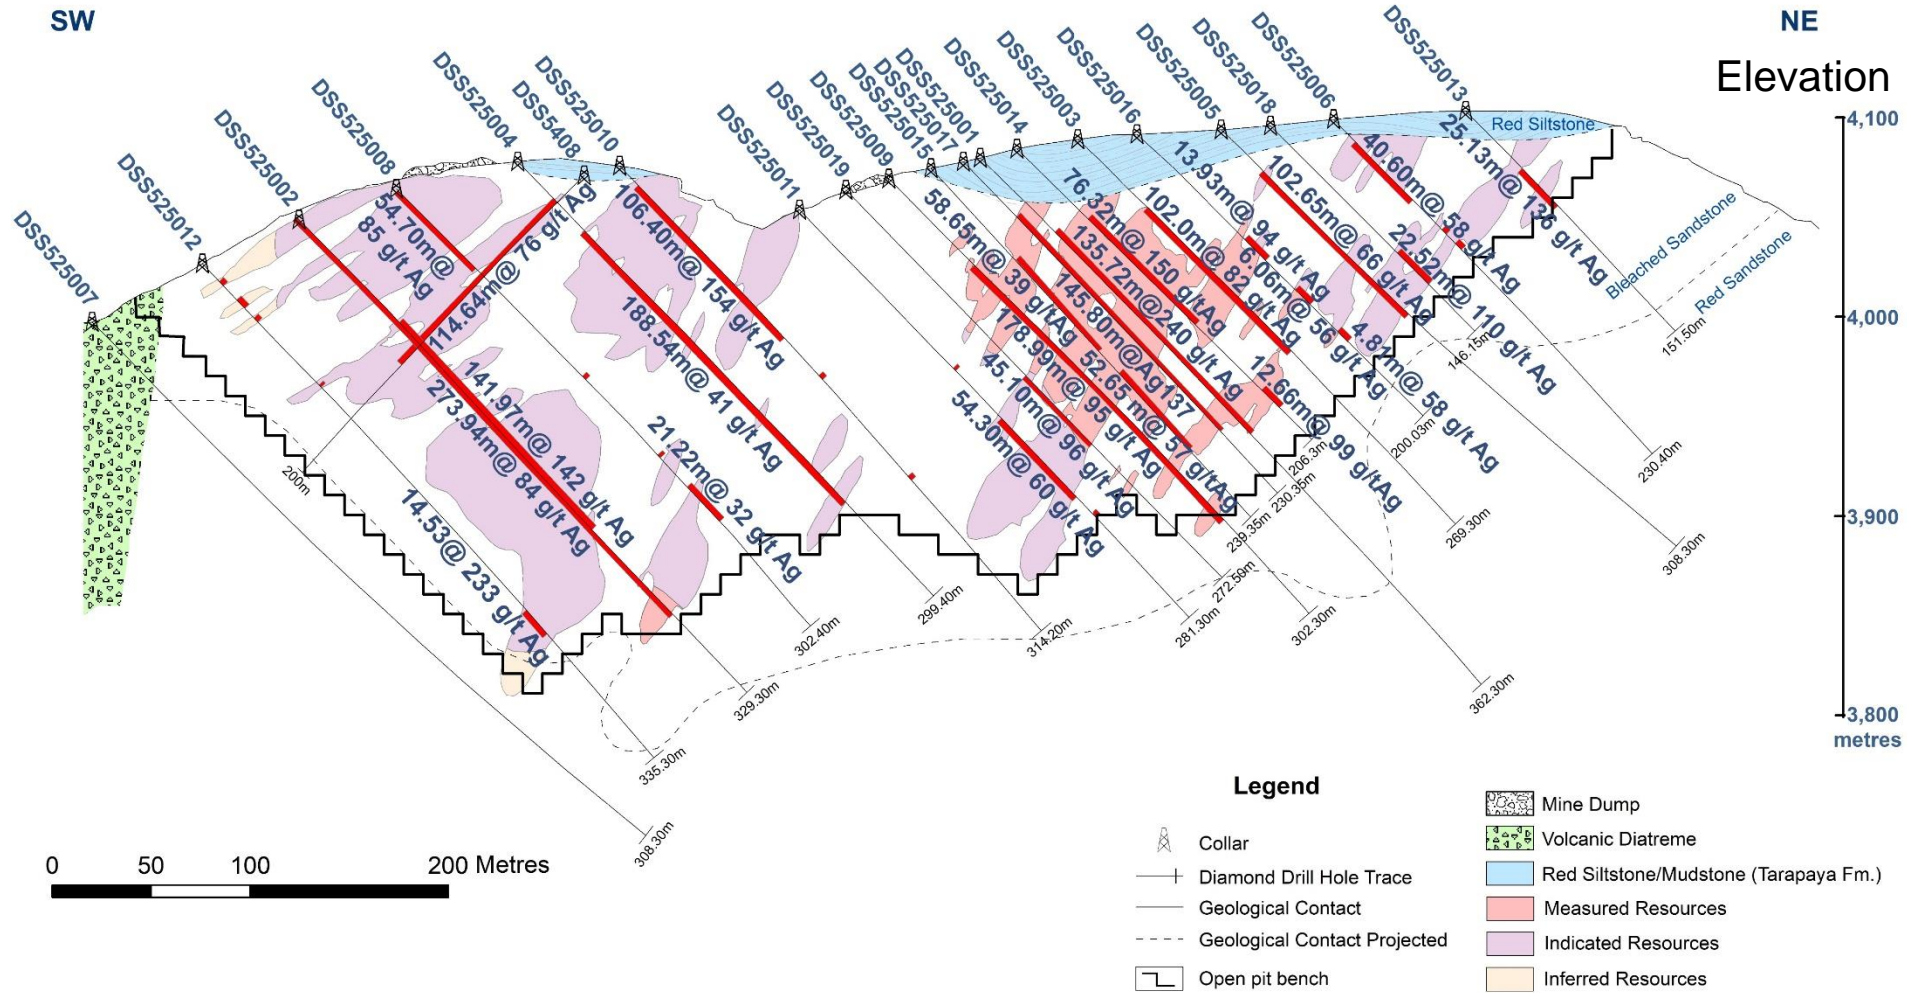 SW
NE
Elevation
DSS525007
DSS525012
DSS525002
DSS525008
DSS525004
DSS5408
DSS525010
DSS525011
DSS525019
DSS525009
DSS525015
DSS525017
DSS525001
DSS525014
DSS525003
DSS525016
DSS525005
DSS525018
DSS525006
DSS525013
4,100
4,000
3,900
3,800
metres
Red Siltstone
Bleached Sandstone
Red Sandstone
54.70m@
85 g/t Ag
114.64m@ 76 g/t Ag
106.40m@ 154 g/t Ag
188.54m@ 41 g/t Ag
141.97m@ 142 g/t Ag
273.94m@ 84 g/t Ag
14.53@ 233 g/t Ag
21.22m@ 32 g/t Ag
58.65m@ 39 g/tAg
178.99m@ 95 g/t Ag
45.10m@ 96 g/t Ag
54.30m@ 60 g/t Ag
52.65 m@ 57 g/tAg
145.80m@Ag137
135.72m@240 g/t Ag
76.32m@ 150 g/tAg
102.0m@ 82 g/t Ag
13.93m@ 94 g/t Ag
6.06m@ 56 g/t Ag
4.81m@ 58 g/t Ag
12.66m@ 99 g/tAg
102.65m@ 66 g/t Ag
22.52m@ 110 g/t Ag
40.60m@ 58 g/t Ag
25.13m@ 136 g/t Ag
200m
308.30m
335.30m
329.30m
302.40m
299.40m
314.20m
281.30m
272.50m
302.30m
239.35m
230.35m
206.3m
362.30m
200.03m
269.30m
146.15m
308.30m
230.40m
151.50m
0 50 100 200 Metres
Legend
Collar
Diamond Drill Hole Trace
Geological Contact
Geological Contact Projected
Open pit bench
Mine Dump
Volcanic Diatreme
Red Siltstone/Mudstone (Tarapaya Fm.)
Measured Resources
Indicated Resources
Inferred Resources